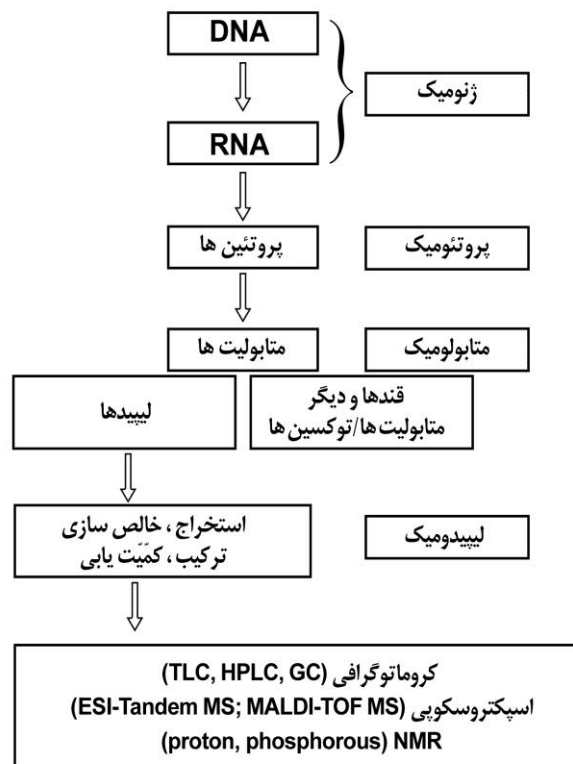 DNA
ژنومیک
RNA
پروتئین ها
پروتئومیک
متابولیت ها
متابولومیک
لیپیدها
قندها و دیگر
متابولیت ها/توکسین ها
استخراج ، خالص سازی
ترکیب ، کمّیّت یابی
لیپیدومیک
کروماتوگرافی (TLC, HPLC, GC)
اسپکتروسکوپی (ESI-Tandem MS; MALDI-TOF MS)
(proton, phosphorous) NMR